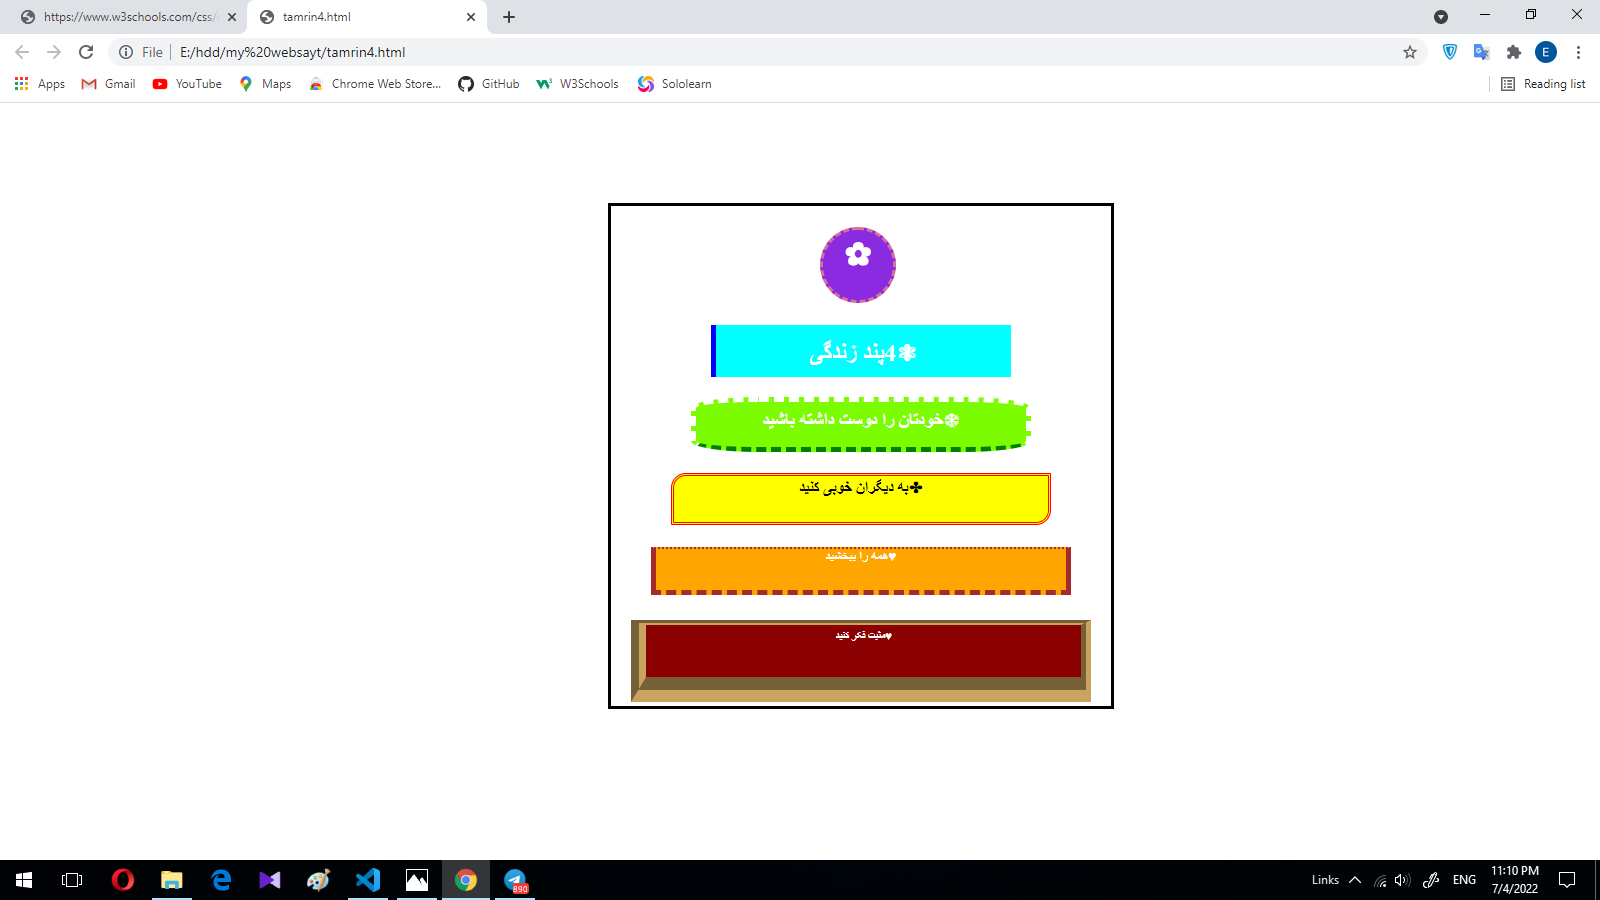 https://www.w3schools.com/css/
tamrin4.html
File
E:/hdd/my%20websayt/tamrin4.html
E
Apps
Gmail
YouTube
Maps
Chrome Web Store...
GitHub
W3Schools
Sololearn
Reading list
✿
❃4پند زندگی
❆خودتان را دوست داشته باشید
✤به دیگران خوبی کنید
♥همه را ببخشید
♥مثبت فکر کنید
890
Links
ENG
11:10 PM
7/4/2022